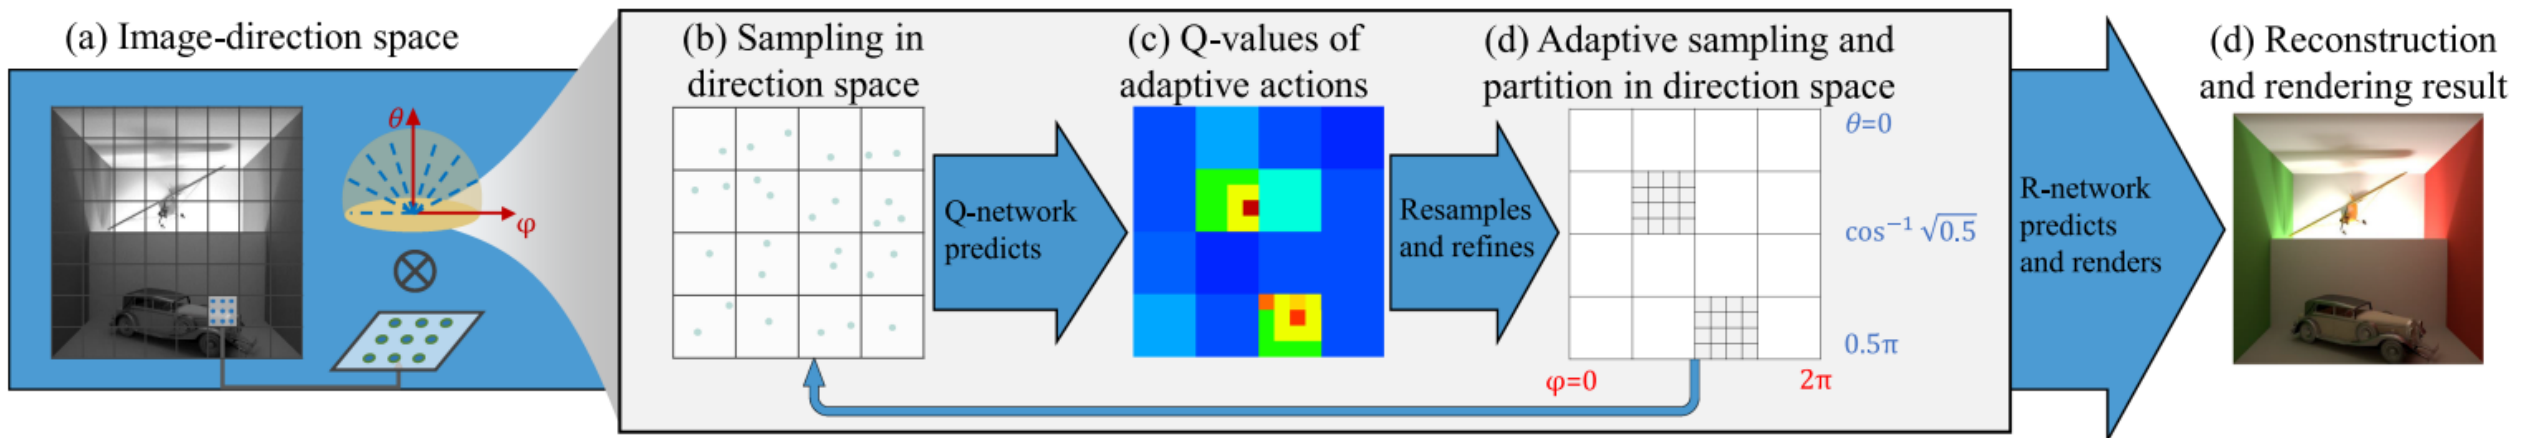 (a) Image-direction space
θ
φ
(b) Sampling in
direction space
Q-network
predicts
(c) Q-values of
adaptive actions
Resamples
and refines
(d) Adaptive sampling and
partition in direction space
θ=0
cos⁻¹ √0.5
0.5π
φ=0
2π
R-network
predicts
and renders
(d) Reconstruction
and rendering result